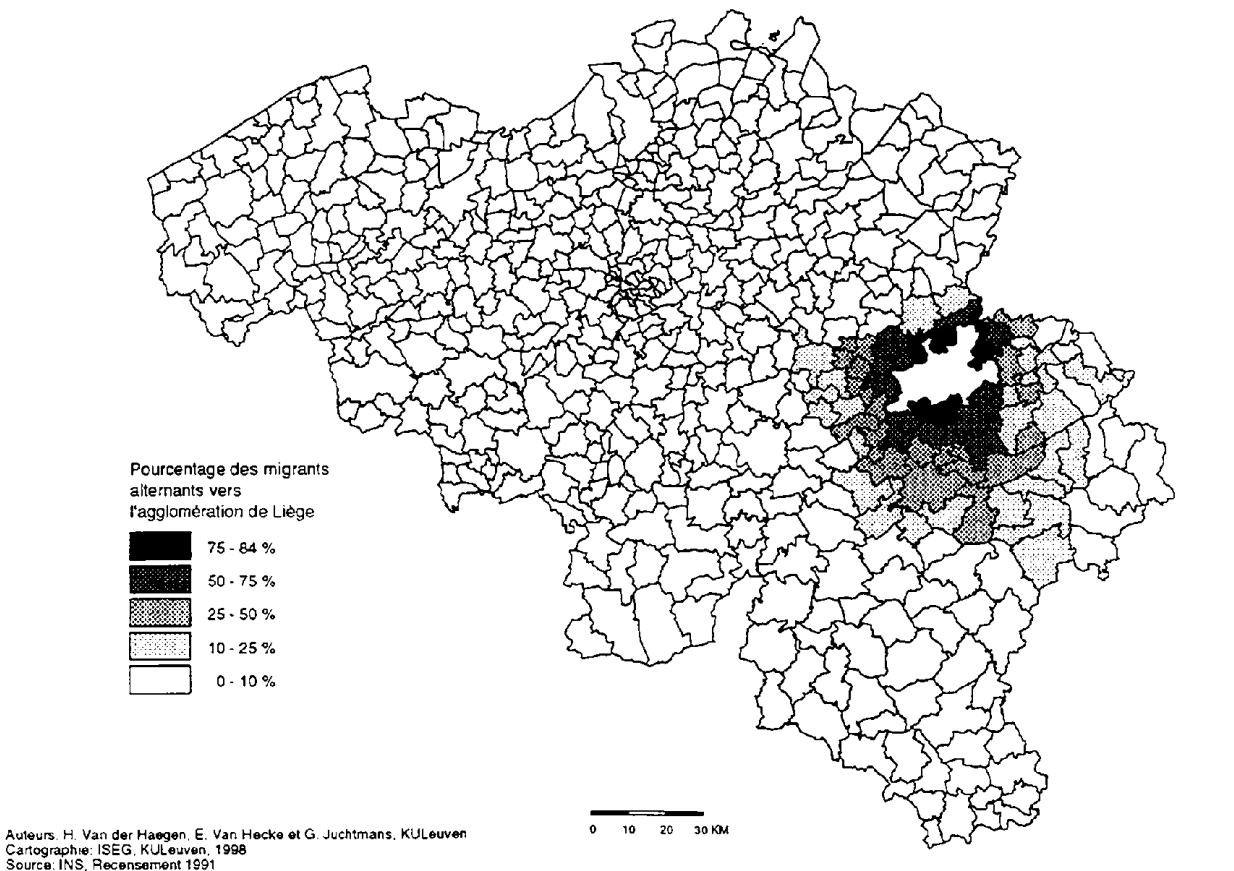 Pourcentage des migrants
alternants vers
l'agglomération de Liège
75 - 84 %
50 - 75 %
25 - 50 %
10 - 25 %
0 - 10 %
0 10 20 30 KM
Auteurs: H. Van der Haegen, E. Van Hecke et G. Juchtmans, KULeuven
Cartographie: ISEG, KULeuven, 1998
Source: INS, Recensement 1991